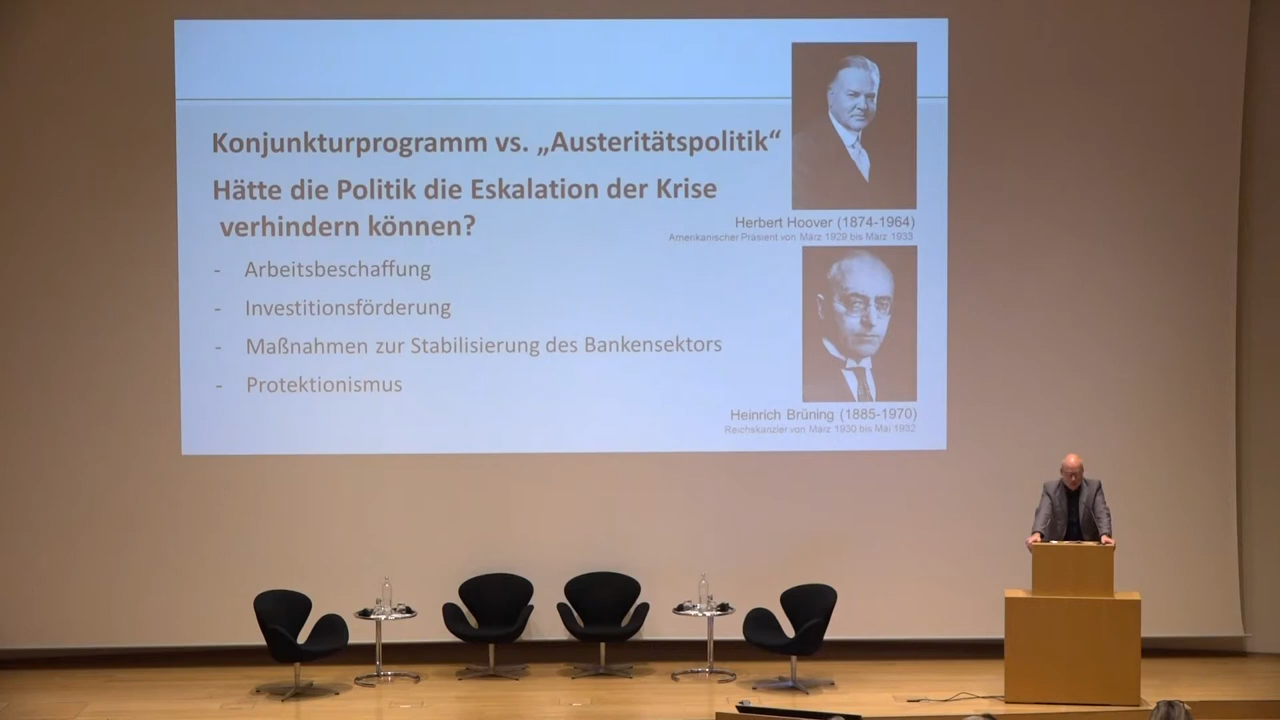 Konjunkturprogramm vs. „Austeritätspolitik“
Hätte die Politik die Eskalation der Krise
verhindern können?
- Arbeitsbeschaffung
- Investitionsförderung
- Maßnahmen zur Stabilisierung des Bankensektors
- Protektionismus
Herbert Hoover (1874-1964)
Amerikanischer Präsient von März 1929 bis März 1933
Heinrich Brüning (1885-1970)
Reichskanzler von März 1930 bis Mai 1932